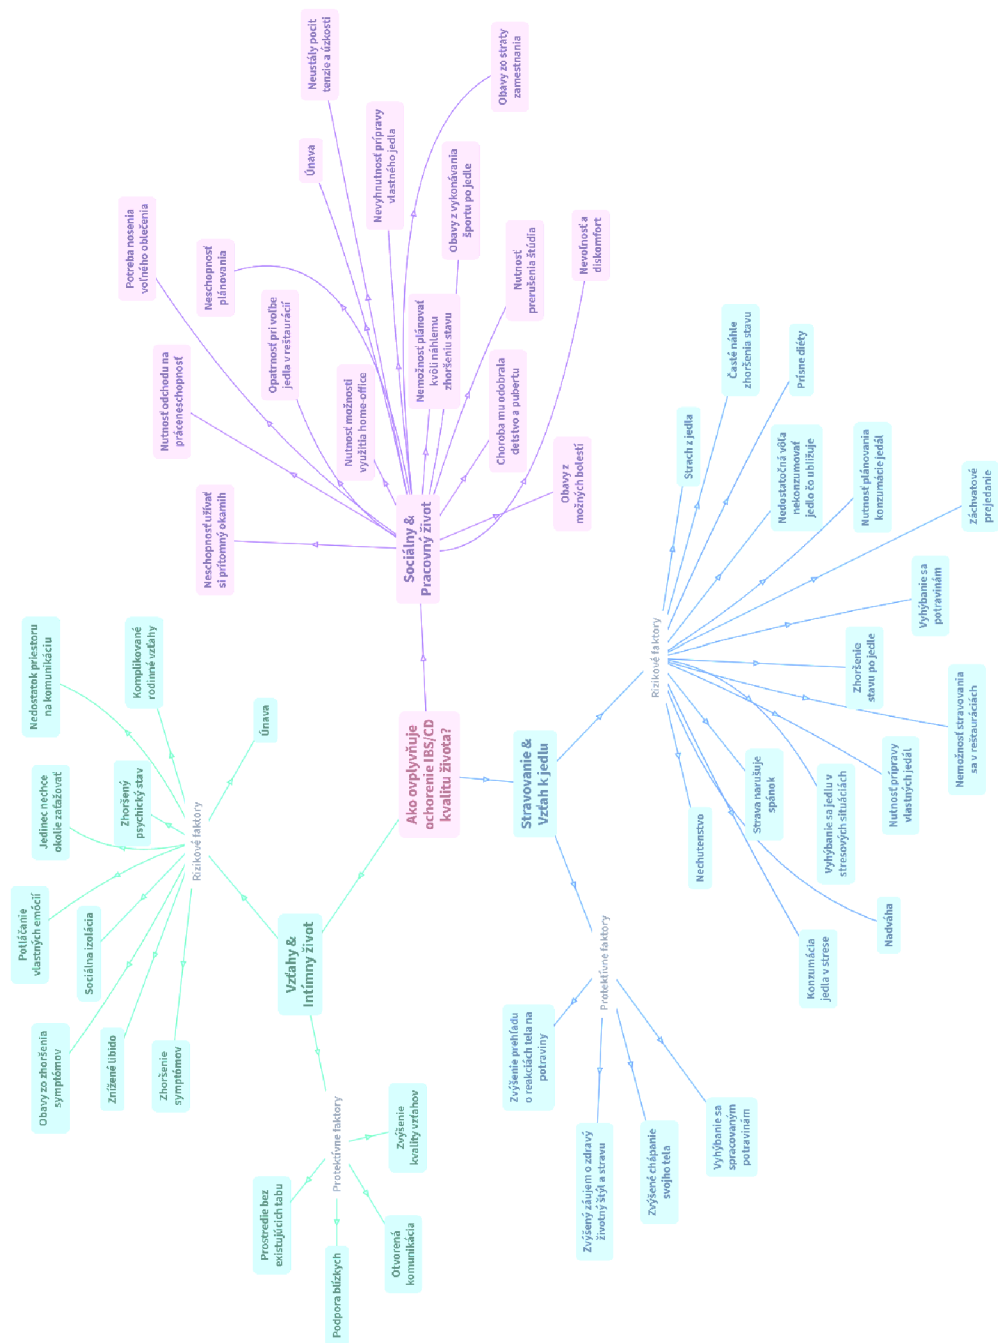 Ako ovplyvňuje
ochorenie IBS/CD
kvalitu života?
Vzťahy &
Intímny život
Rizikové faktory
Obavy zo zhoršenia
symptómov
Znížené libido
Zhoršenie
symptómov
Potláčanie
vlastných emócií
Sociálna izolácia
Jedinec nechce
okolie zaťažovať
Zhoršený
psychický stav
Nedostatok priestoru
na komunikáciu
Komplikované
rodinné vzťahy
Únava
Protektívne faktory
Prostredie bez
existujúcich tabu
Podpora blízkych
Otvorená
komunikácia
Zvýšenie
kvality vzťahov
Sociálny &
Pracovný život
Neschopnosť užívať
si prítomný okamih
Nutnosť odchodu na
práceneschopnosť
Potreba nosenia
voľného oblečenia
Neschopnosť
plánovania
Opatrnosť pri voľbe
jedla v reštaurácií
Nutnosť možnosti
využitia home-office
Únava
Neustály pocit
tenzie a úzkosti
Nevyhnutnosť prípravy
vlastného jedla
Nemožnosť plánovať
kvôli náhlemu
zhoršeniu stavu
Obavy z vykonávania
športu po jedle
Obavy zo straty
zamestnania
Nutnosť
prerušenia štúdia
Choroba mu odobrala
detstvo a pubertu
Nevoľnosť a
diskomfort
Obavy z
možných bolestí
Stravovanie &
Vzťah k jedlu
Protektívne faktory
Zvýšenie prehľadu
o reakciách tela na
potraviny
Zvýšený záujem o zdravý
životný štýl a stravu
Zvýšené chápanie
svojho tela
Vyhýbanie sa
spracovaným
potravinám
Rizikové faktory
Strach z jedla
Časté náhle
zhoršenia stavu
Prísne diéty
Nedostatočná vôľa
nekonzumovať
jedlo čo ubližuje
Nutnosť plánovania
konzumácie jedál
Záchvatové
prejedanie
Vyhýbanie sa
potravinám
Zhoršenie
stavu po jedle
Nemožnosť stravovania
sa v reštauráciách
Nutnosť prípravy
vlastných jedál
Vyhýbanie sa jedlu v
stresových situáciách
Strava narušuje
spánok
Nechutenstvo
Nadváha
Konzumácia
jedla v strese